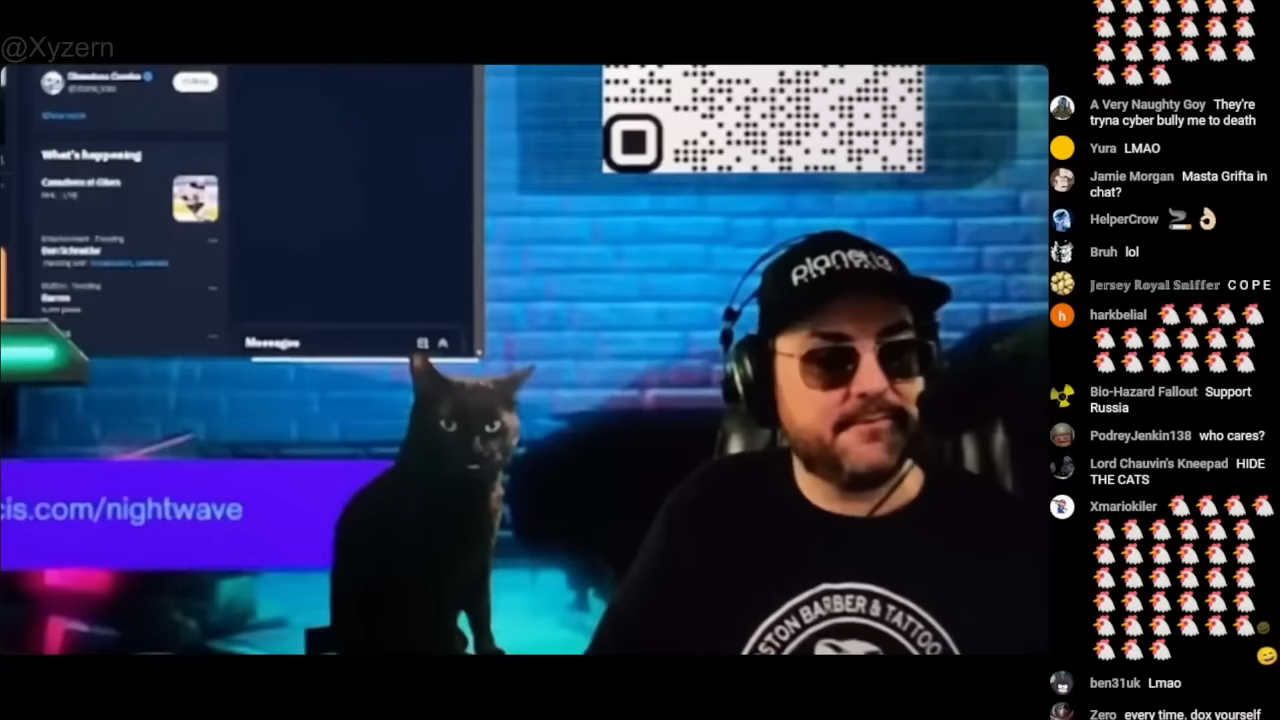 @Xyzern
What's happening
Messages
cis.com/nightwave
STON BARBER & TATTOO
A Very Naughty Goy They're
tryna cyber bully me to death
Yura LMAO
Jamie Morgan Masta Grifta in
chat?
HelperCrow
Bruh lol
Jersey Royal Sniffer C O P E
harkbelial
Bio-Hazard Fallout Support
Russia
PodreyJenkin138 who cares?
Lord Chauvin's Kneepad HIDE
THE CATS
Xmariokiler
ben31uk Lmao
Zero every time. dox yourself